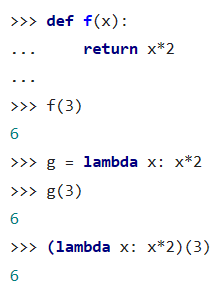 >>> def f(x):
...     return x*2
...
>>> f(3)
6
>>> g = lambda x: x*2
>>> g(3)
6
>>> (lambda x: x*2)(3)
6